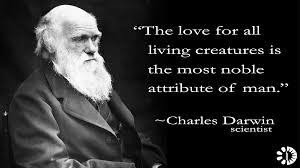 “The love for all
living creatures is
the most noble
attribute of man.”
~Charles Darwin
scientist